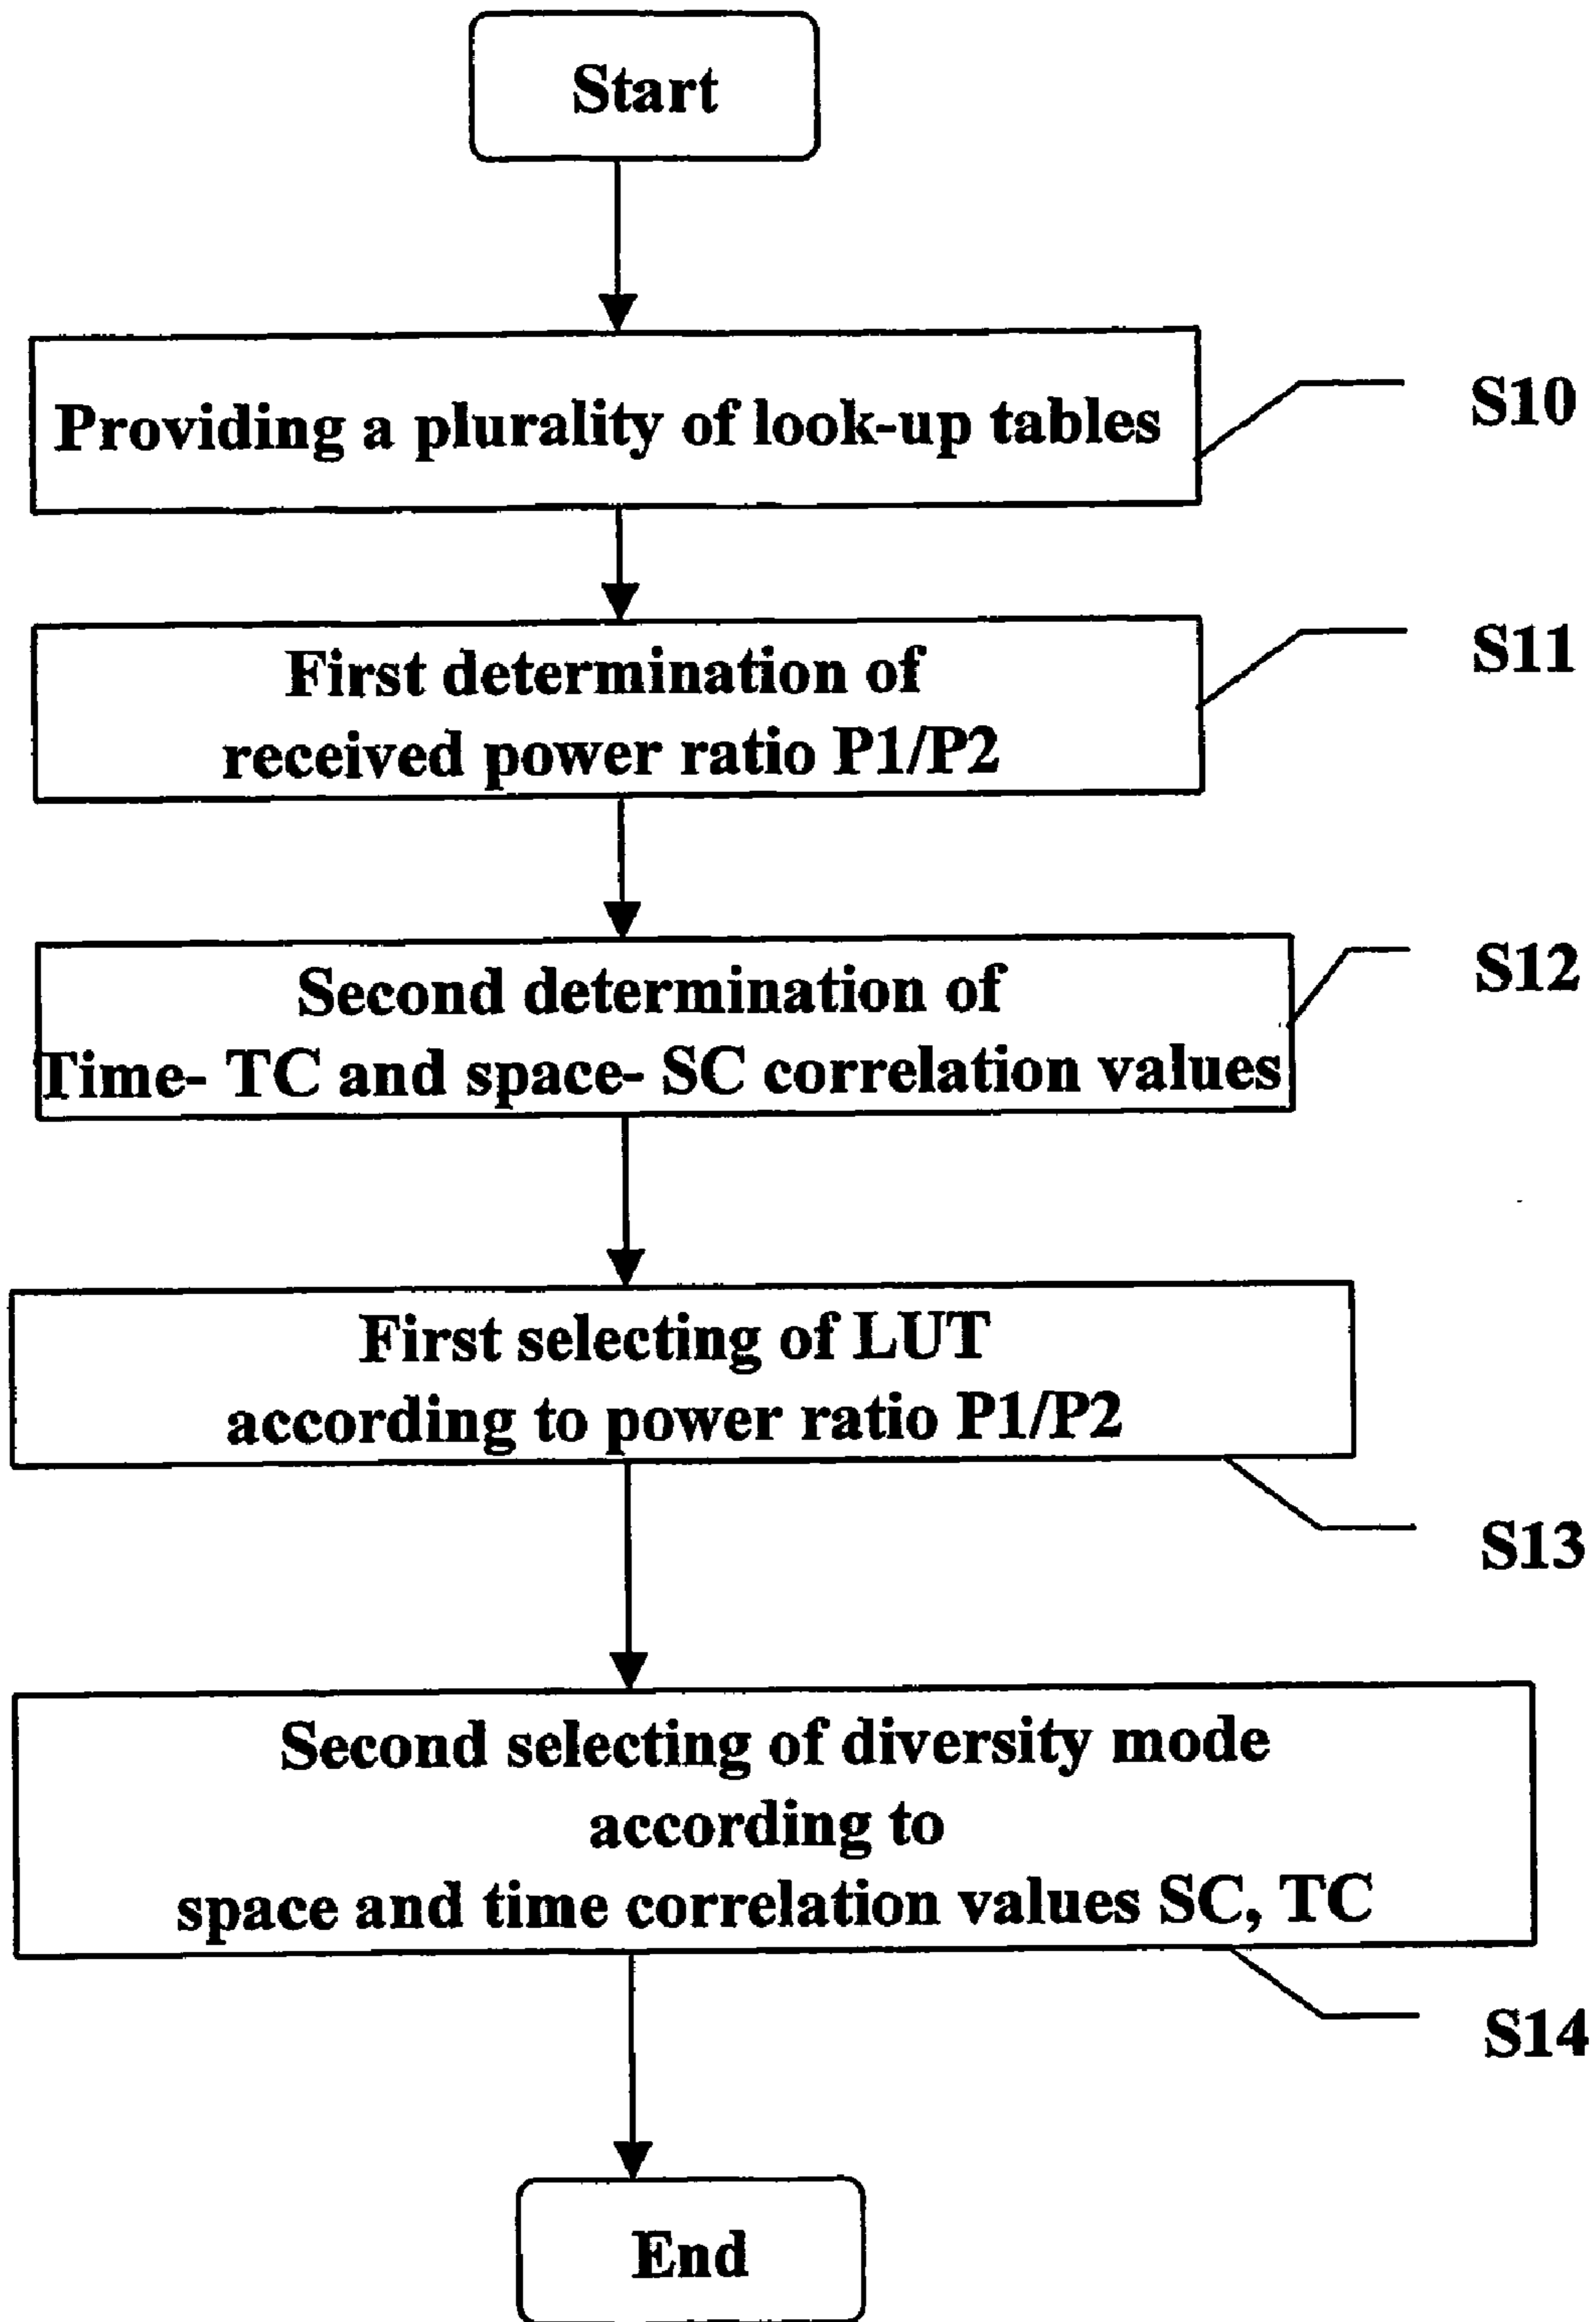 Start
Providing a plurality of look-up tables
S10
First determination of
received power ratio P1/P2
S11
Second determination of
Time- TC and space- SC correlation values
S12
First selecting of LUT
according to power ratio P1/P2
S13
Second selecting of diversity mode
according to
space and time correlation values SC, TC
S14
End